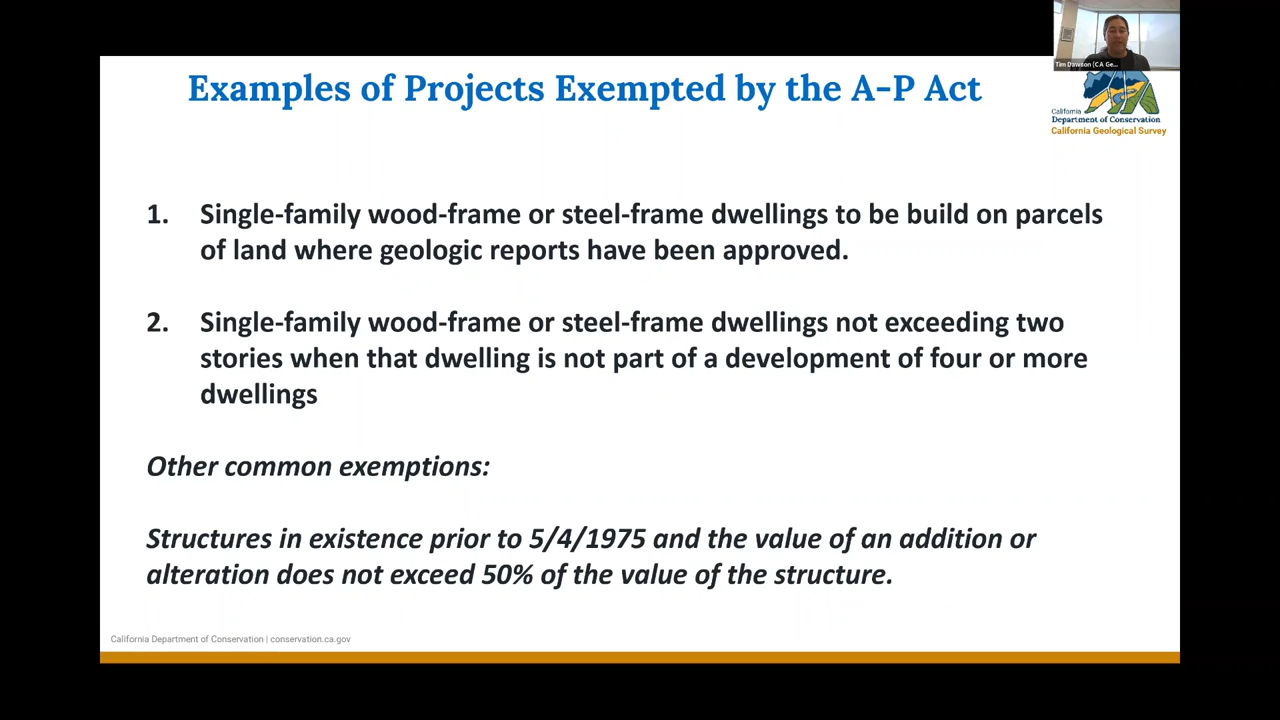 Examples of Projects Exempted by the A-P Act
Tim Dawson (CA Ge...
California
Department of Conservation
California Geological Survey
1. Single-family wood-frame or steel-frame dwellings to be build on parcels
of land where geologic reports have been approved.
2. Single-family wood-frame or steel-frame dwellings not exceeding two
stories when that dwelling is not part of a development of four or more
dwellings
Other common exemptions:
Structures in existence prior to 5/4/1975 and the value of an addition or
alteration does not exceed 50% of the value of the structure.
California Department of Conservation | conservation.ca.gov